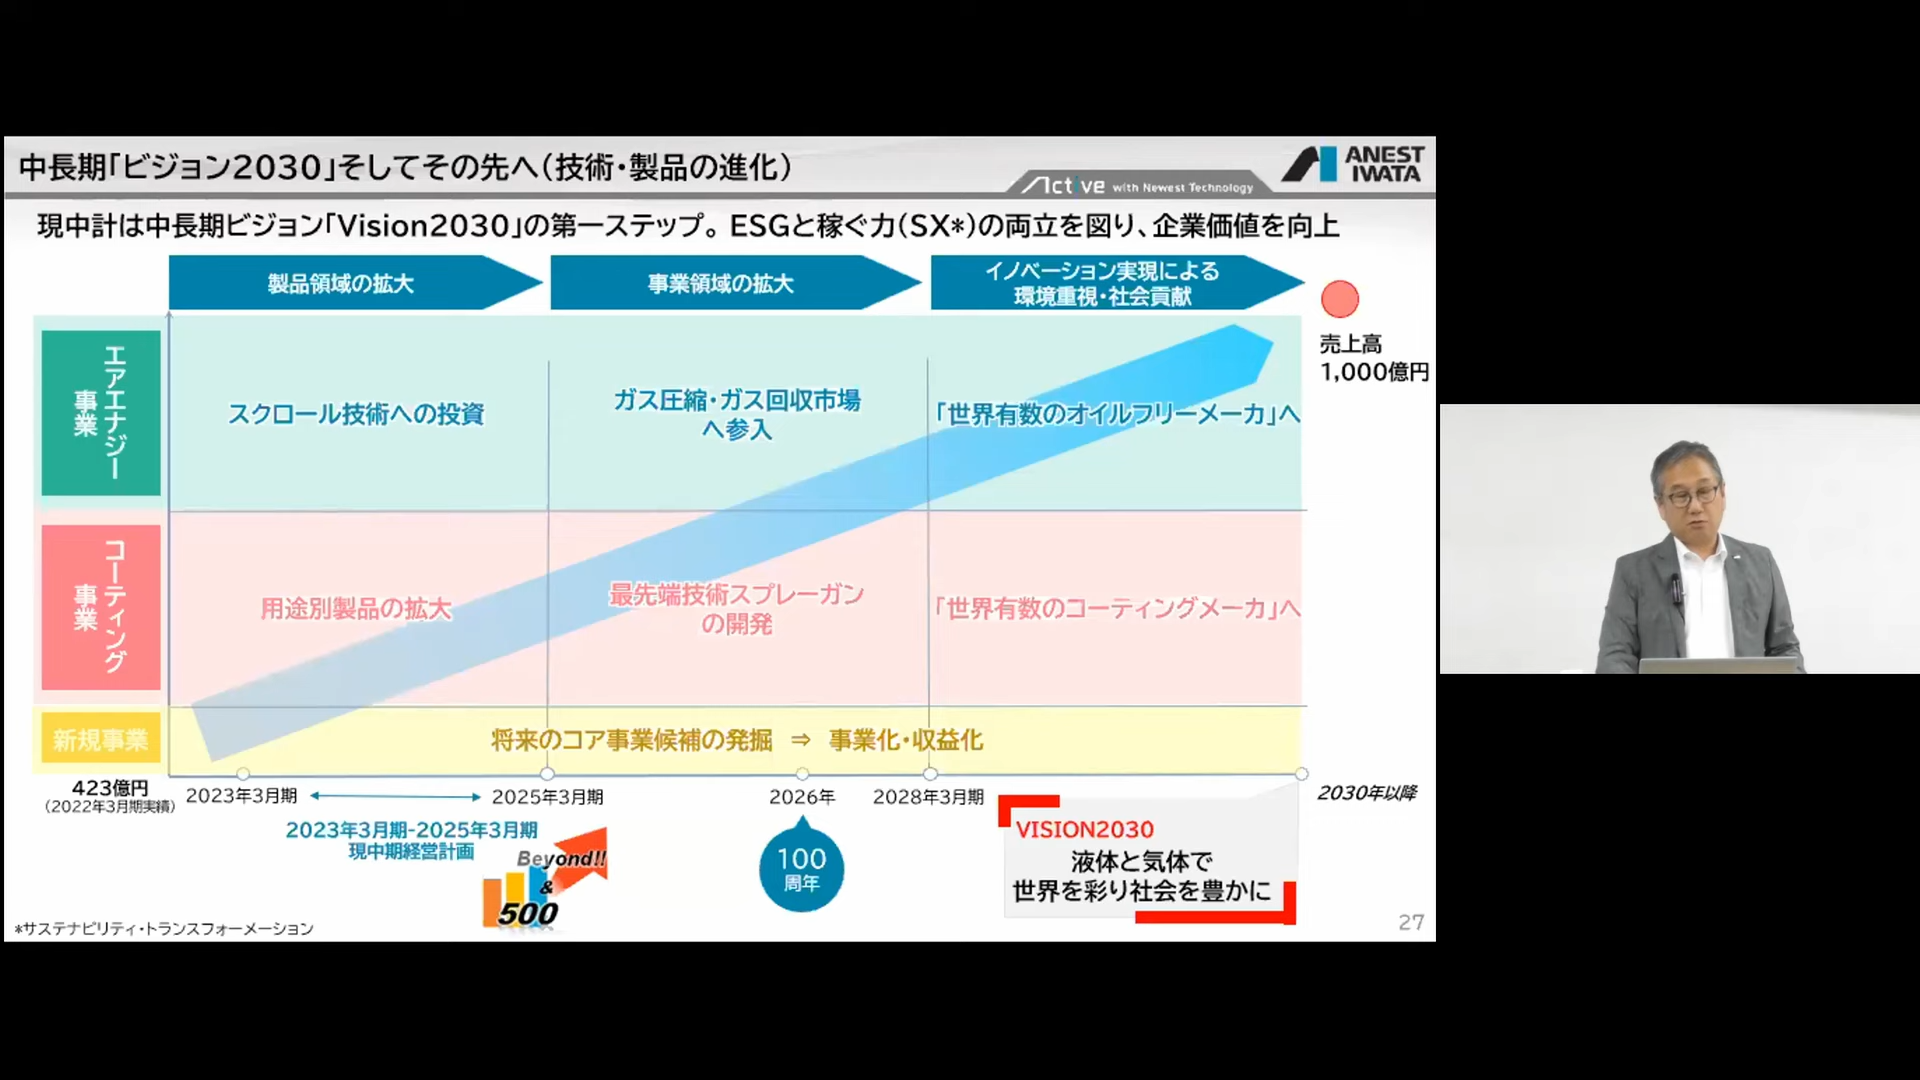 中長期「ビジョン2030」そしてその先へ(技術・製品の進化)
Active with Newest Technology
ANEST
IWATA
現中計は中長期ビジョン「Vision2030」の第一ステップ。ESGと稼ぐ力(SX*)の両立を図り、企業価値を向上
製品領域の拡大
事業領域の拡大
イノベーション実現による
環境重視・社会貢献
売上高
1,000億円
エアエナジー
事業
スクロール技術への投資
ガス圧縮・ガス回収市場
へ参入
「世界有数のオイルフリーメーカ」へ
コーティング
事業
用途別製品の拡大
最先端技術スプレーガン
の開発
「世界有数のコーティングメーカ」へ
新規事業
将来のコア事業候補の発掘 ⇒ 事業化・収益化
423億円
(2022年3月期実績)
2023年3月期
2025年3月期
2026年
2028年3月期
2030年以降
2023年3月期-2025年3月期
現中期経営計画
Beyond!!
&
500
100
周年
VISION2030
液体と気体で
世界を彩り社会を豊かに
*サステナビリティ・トランスフォーメーション
27